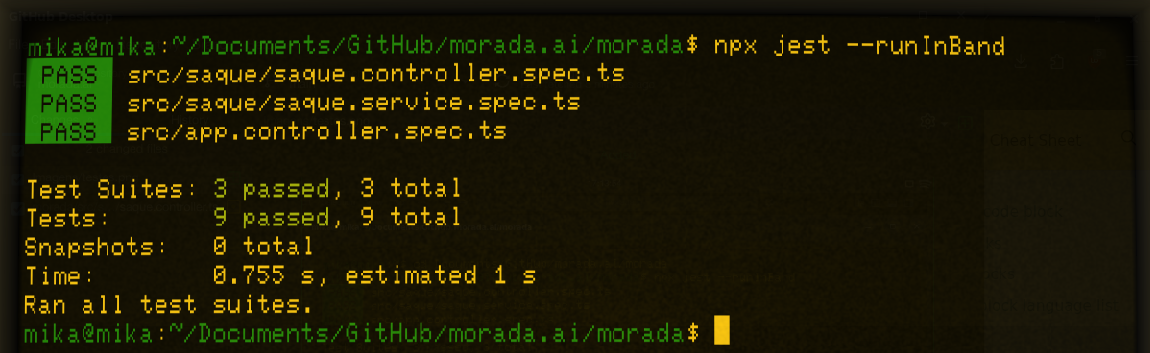 mika@mika:~/Documents/GitHub/morada.ai/morada$ npx jest --runInBand
PASS src/saque/saque.controller.spec.ts
PASS src/saque/saque.service.spec.ts
PASS src/app.controller.spec.ts
Test Suites: 3 passed, 3 total
Tests: 9 passed, 9 total
Snapshots: 0 total
Time: 0.755 s, estimated 1 s
Ran all test suites.
mika@mika:~/Documents/GitHub/morada.ai/morada$
Cheat Sheet